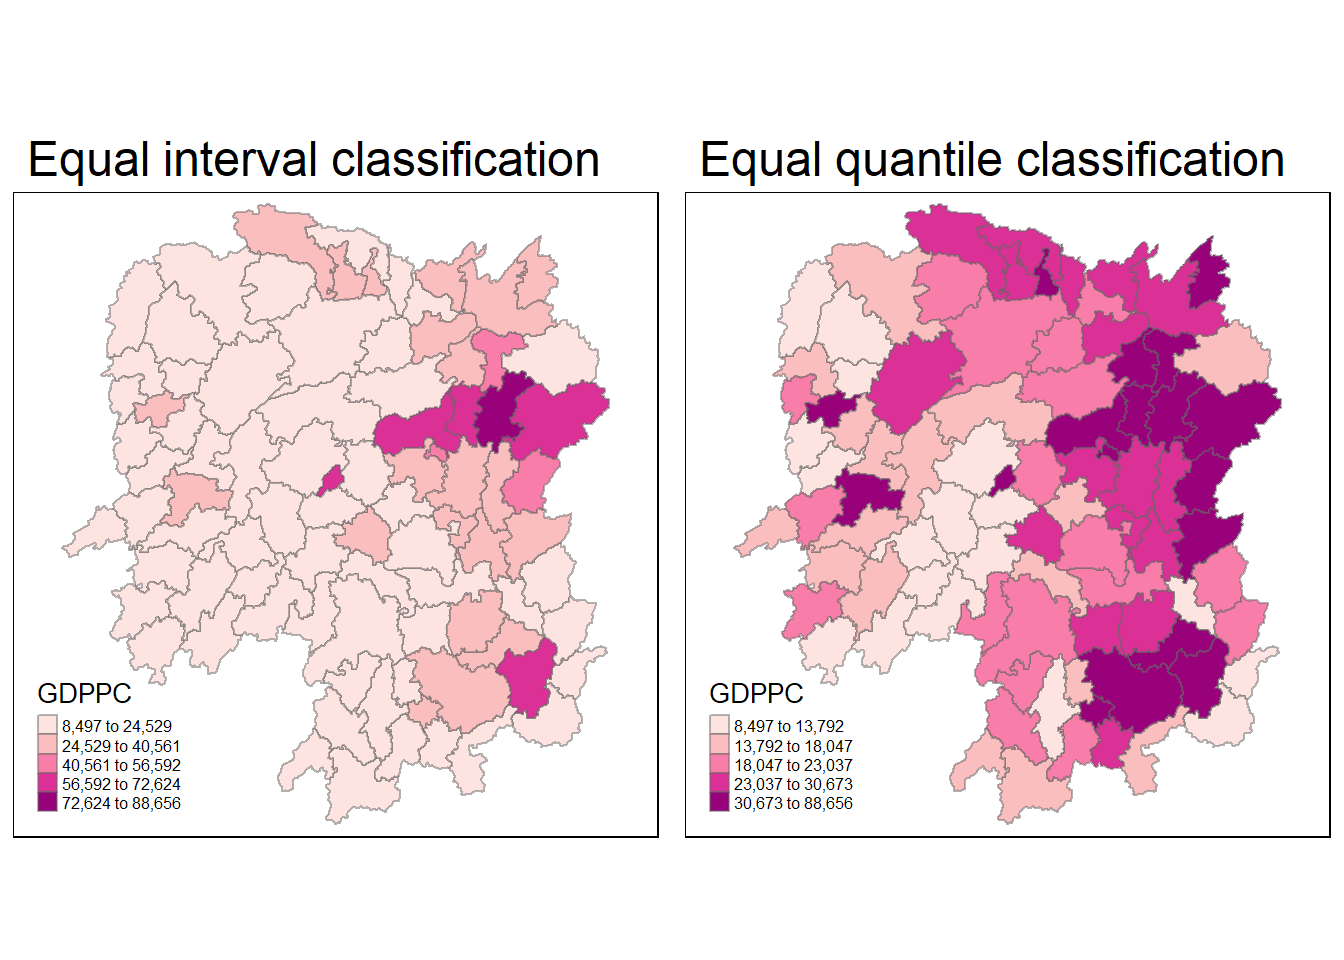 Equal interval classification
GDPPC
8,497 to 24,529
24,529 to 40,561
40,561 to 56,592
56,592 to 72,624
72,624 to 88,656
Equal quantile classification
GDPPC
8,497 to 13,792
13,792 to 18,047
18,047 to 23,037
23,037 to 30,673
30,673 to 88,656